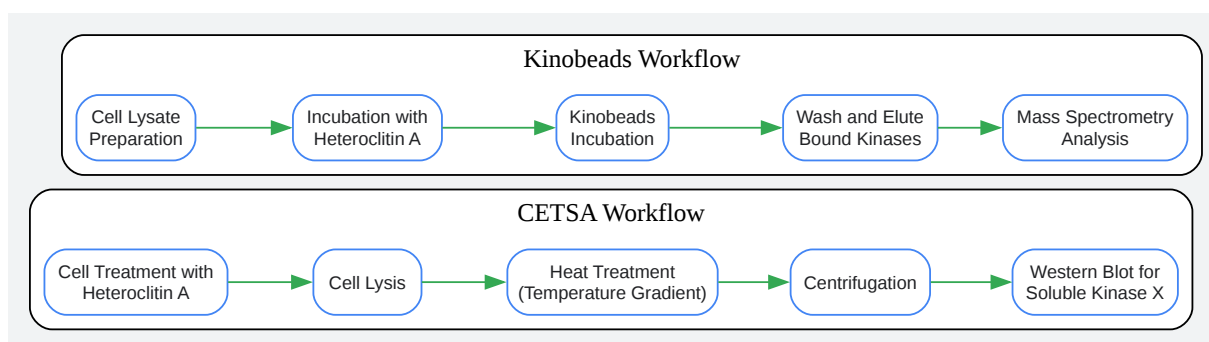 Kinobeads Workflow
Cell Lysate
Preparation
Incubation with
Heteroclitin A
Kinobeads
Incubation
Wash and Elute
Bound Kinases
Mass Spectrometry
Analysis
CETSA Workflow
Cell Treatment with
Heteroclitin A
Cell Lysis
Heat Treatment
(Temperature Gradient)
Centrifugation
Western Blot for
Soluble Kinase X